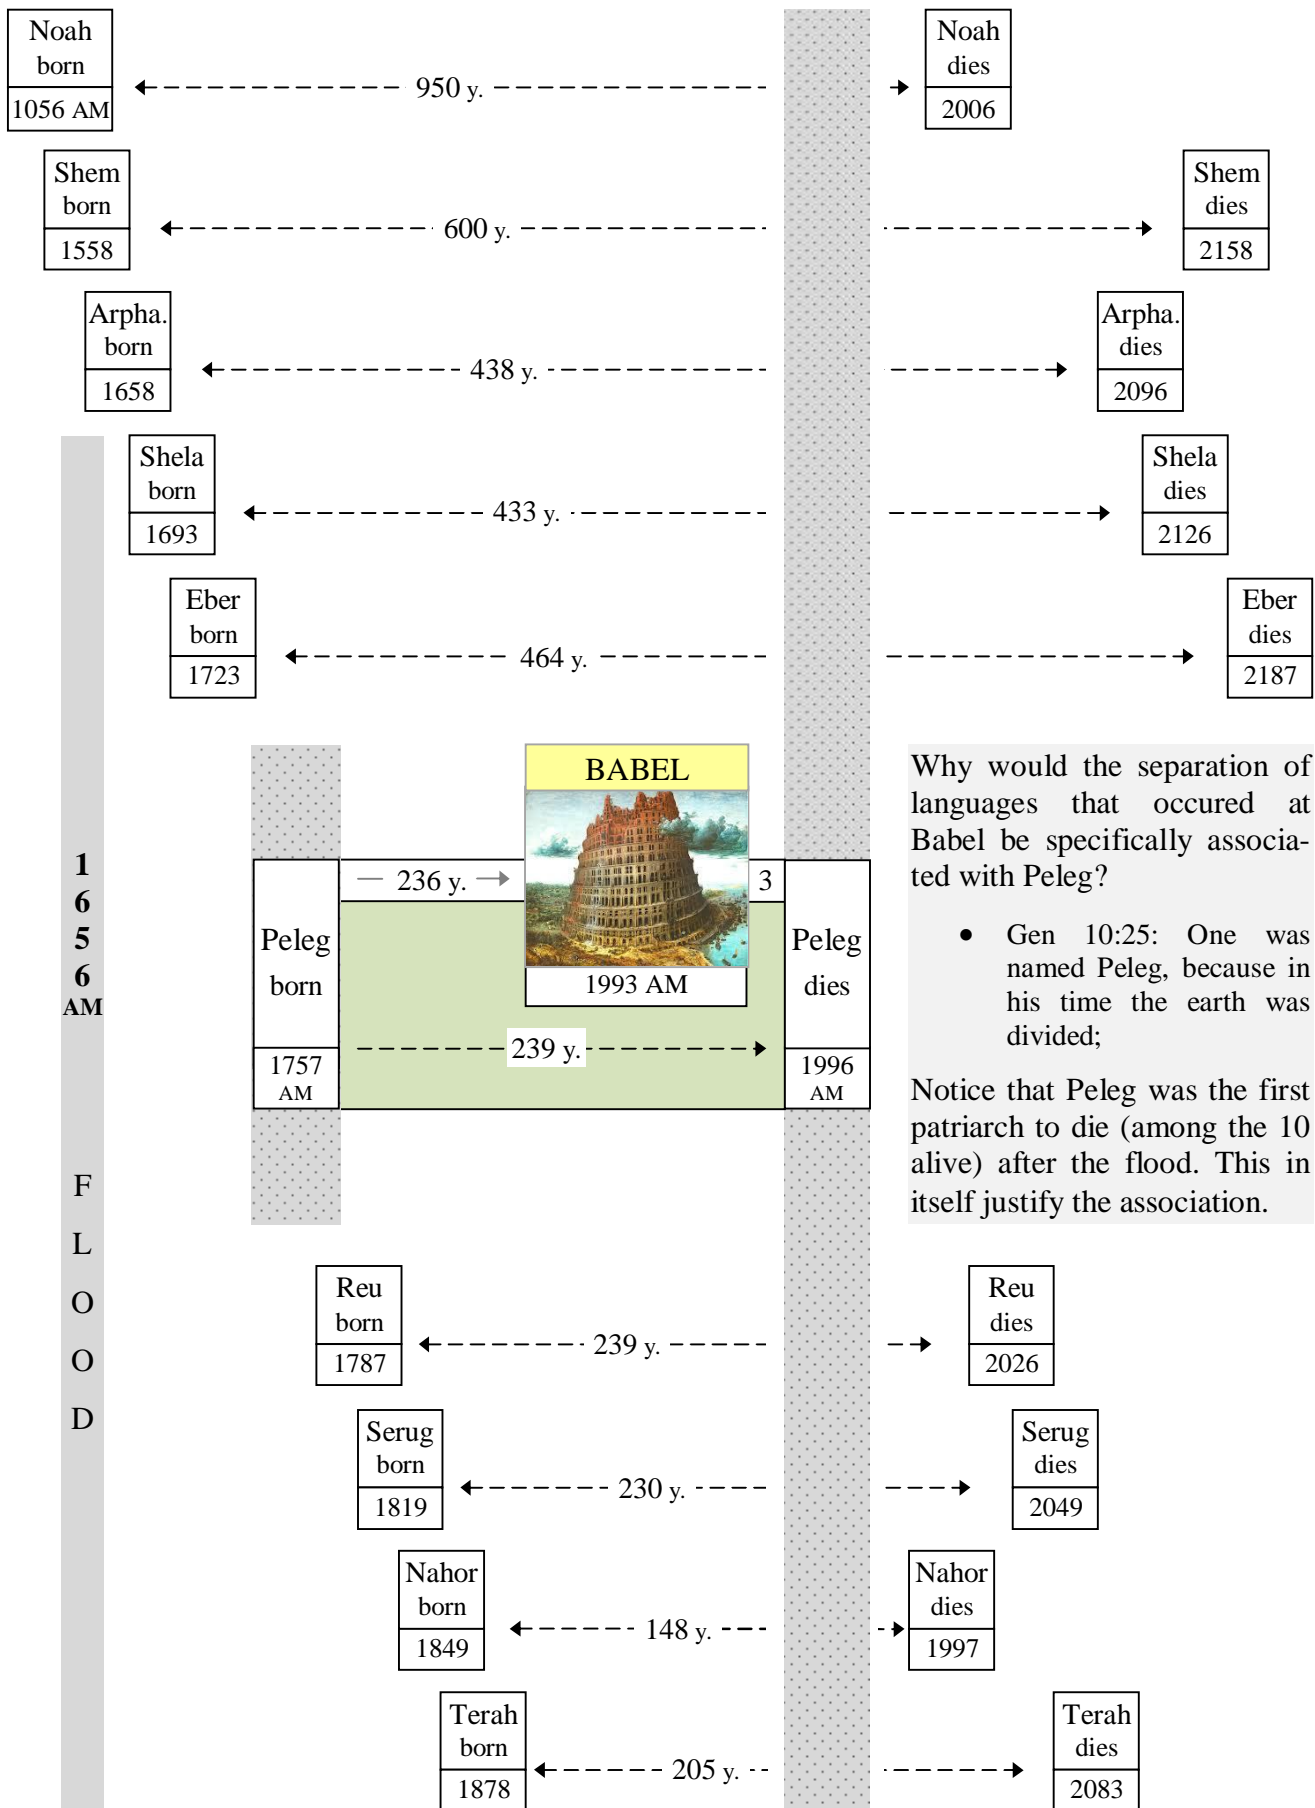 Noah
born
1056 AM
950 y.
Noah
dies
2006
Shem
born
1558
600 y.
Shem
dies
2158
Arpha.
born
1658
438 y.
Arpha.
dies
2096
Shela
born
1693
433 y.
Shela
dies
2126
Eber
born
1723
464 y.
Eber
dies
2187
1
6
5
6
AM
F
L
O
O
D
Peleg
born
1757
AM
236 y.
BABEL
1993 AM
3
239 y.
Peleg
dies
1996
AM
Why would the separation of
languages that occured at
Babel be specifically associa-
ted with Peleg?
• Gen 10:25: One was
named Peleg, because in
his time the earth was
divided;
Notice that Peleg was the first
patriarch to die (among the 10
alive) after the flood. This in
itself justify the association.
Reu
born
1787
239 y.
Reu
dies
2026
Serug
born
1819
230 y.
Serug
dies
2049
Nahor
born
1849
148 y.
Nahor
dies
1997
Terah
born
1878
205 y.
Terah
dies
2083